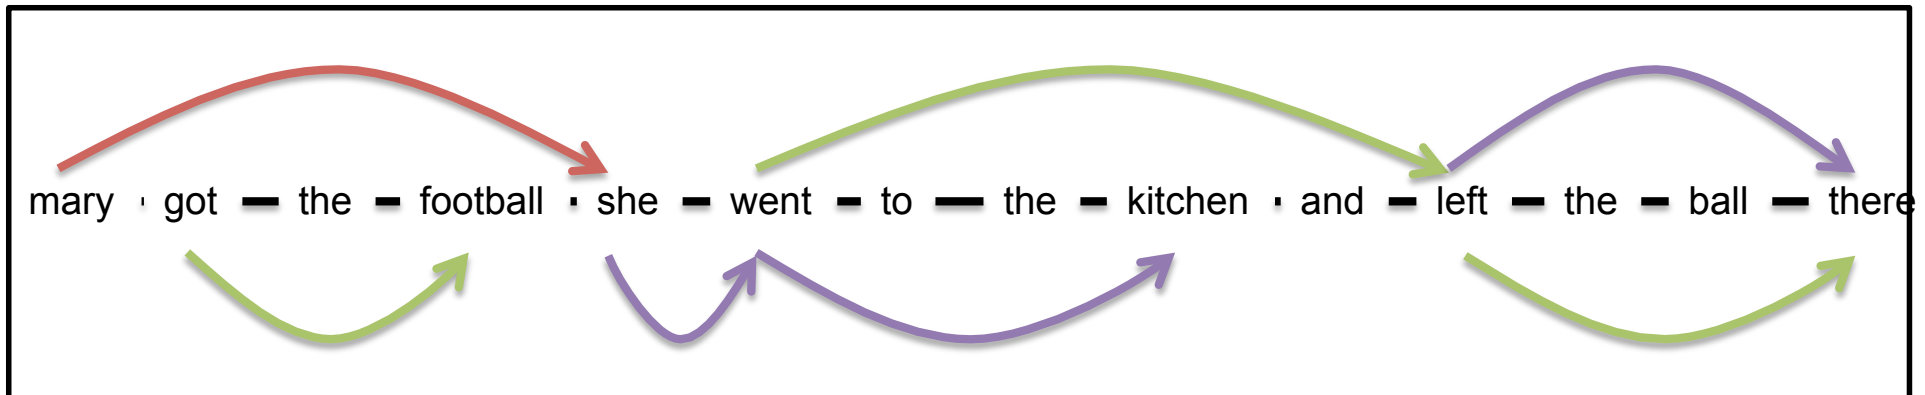 mary got the football she went to the kitchen and left the ball there